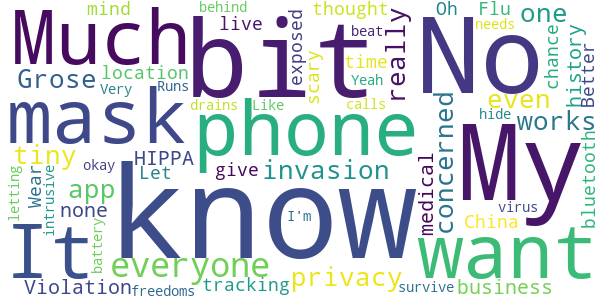 Much
bit
No
My
know
It
want
phone
mask
mind
behind
live
exposed
thought
Oh
Flu
needs
one
beat
time
Yeah
scary
really
chance
history
Better
Grose
location
Very
Runs
drains
Like
calls
even
works
hide
bluetooth
tiny
HIPPA
Let
give
invasion
concerned
medical
China
virus
letting
intrusive
Wear
okay
app
none
battery
everyone
I'm
privacy
business
survive
Violation
freedoms
tracking